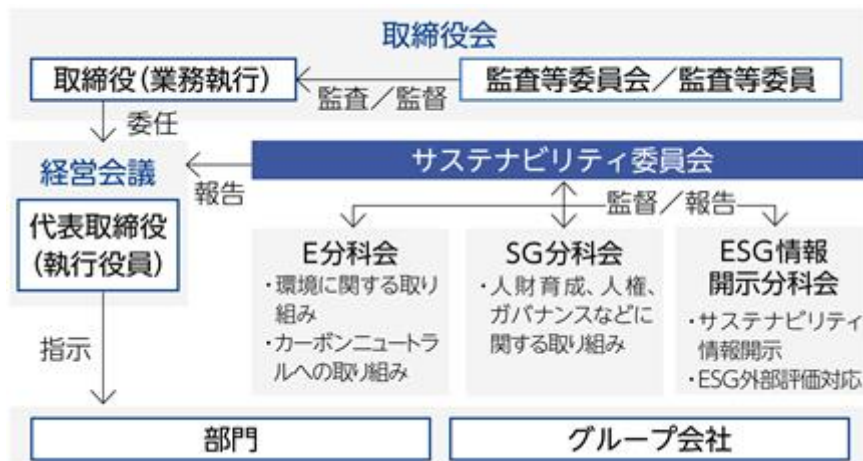 取締役会
取締役(業務執行)
監査等委員会/監査等委員
監査/監督
委任
経営会議
サステナビリティ委員会
報告
代表取締役
(執行役員)
監督/報告
E分科会
・環境に関する取り
組み
・カーボンニュートラ
ルへの取り組み
SG分科会
・人財育成、人権、
ガバナンスなどに
関する取り組み
ESG情報
開示分科会
・サステナビリティ
情報開示
・ESG外部評価対応
指示
部門
グループ会社